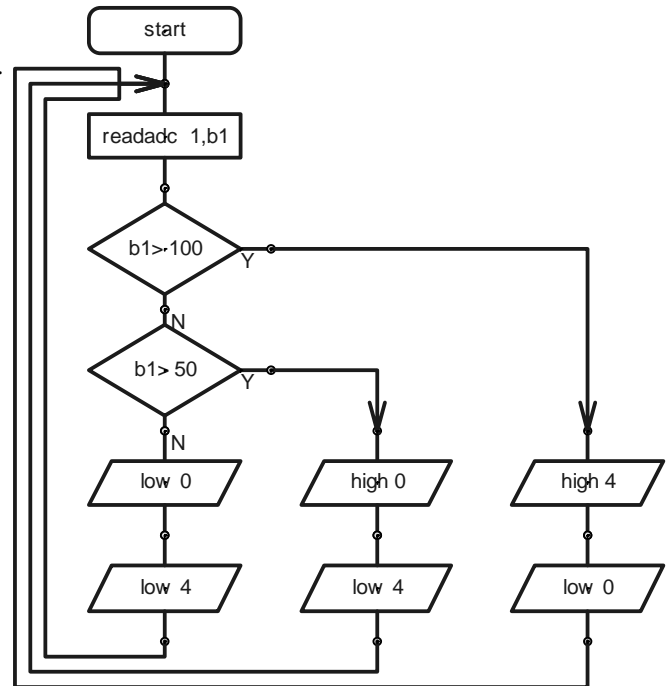 start
readadc 1,b1
b1> 100
Y
N
b1> 50
Y
N
low 0
high 0
high 4
low 4
low 4
low 0